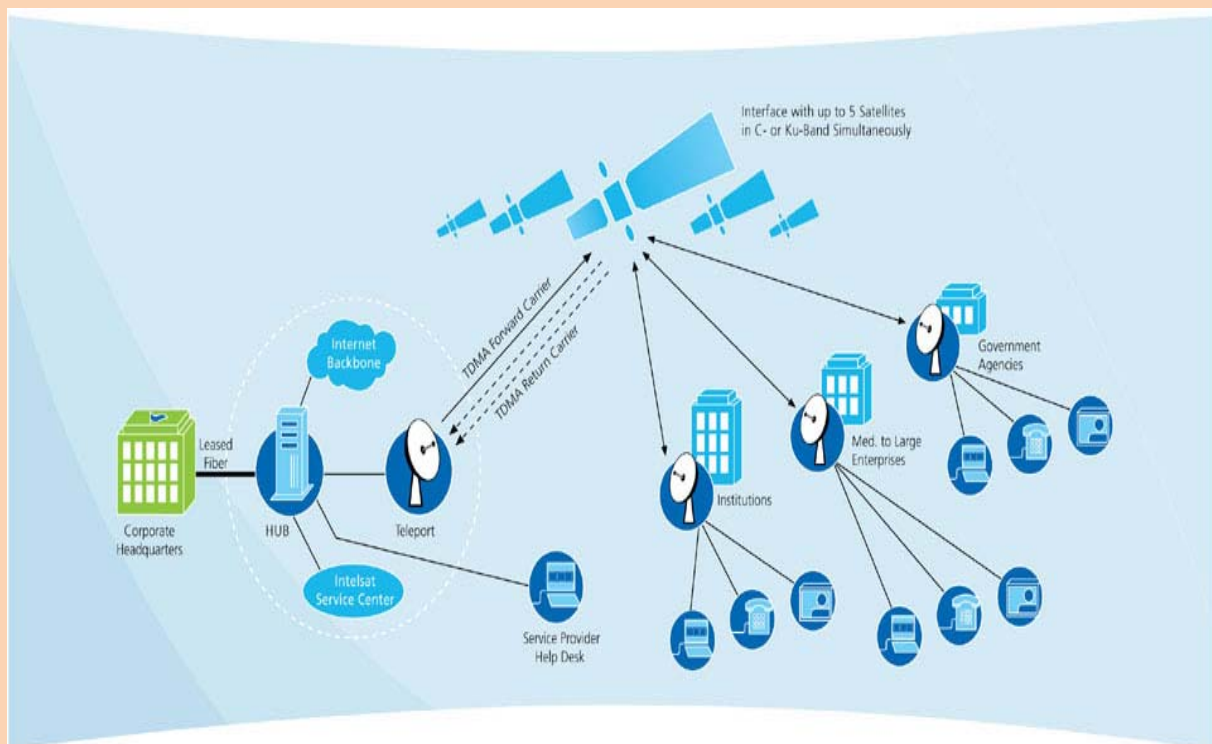 Interface with up to 5 Satellites
in C- or Ku-Band Simultaneously
TDMA Forward Carrier
TDMA Return Carrier
Internet
Backbone
Government
Agencies
Leased
Fiber
Med. to Large
Enterprises
Institutions
HUB
Teleport
Corporate
Headquarters
Intelsat
Service Center
Service Provider
Help Desk